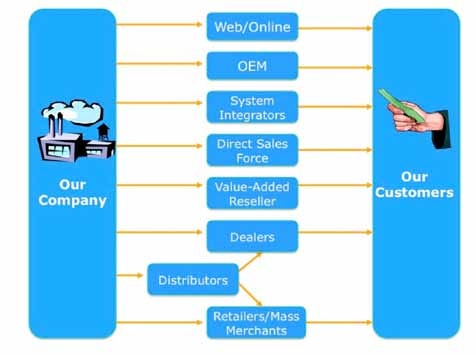 Web/Online
OEM
System
Integrators
Direct Sales
Force
Our
Company
Our
Customers
Value-Added
Reseller
Dealers
Distributors
Retailers/Mass
Merchants